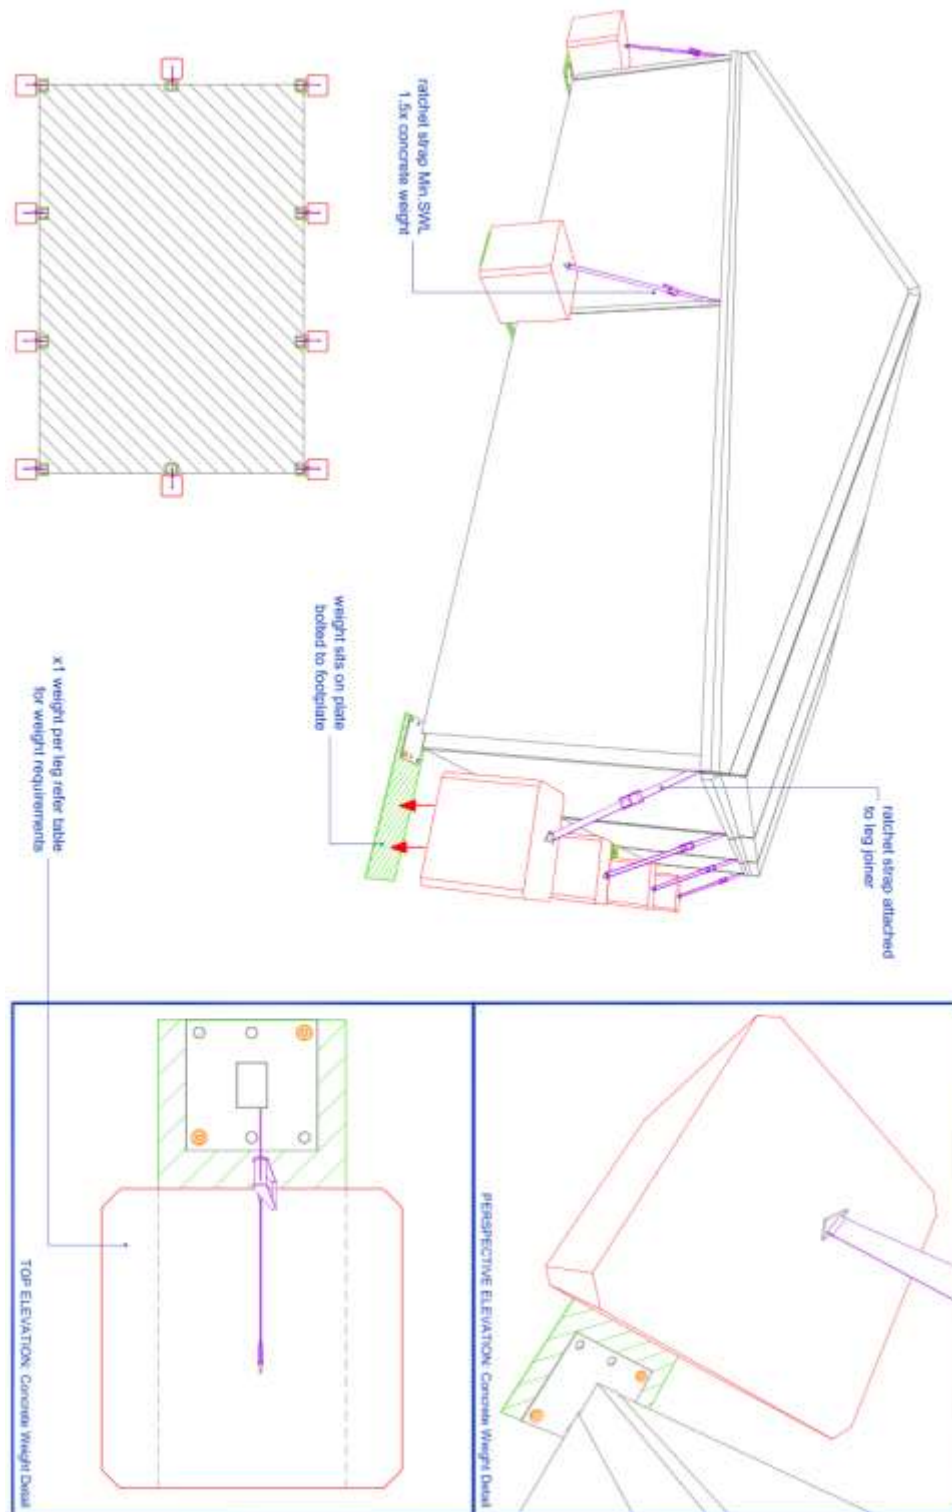 ratchet strap attached
to leg joiner
ratchet strap Min.SWL
1.5x concrete weight
weight sits on plate
bolted to footplate
x1 weight per leg refer table
for weight requirements
PERSPECTIVE ELEVATION: Concrete Weight Detail
TOP ELEVATION: Concrete Weight Detail